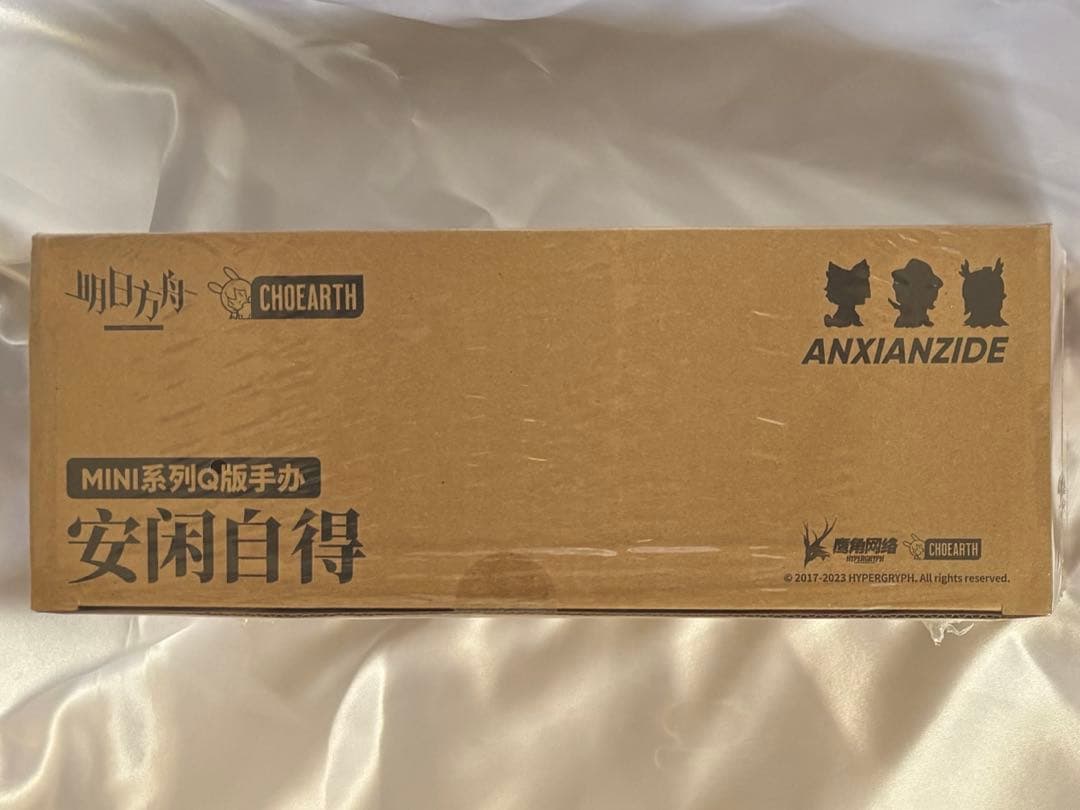 明日方舟
CHOEARTH
ANXIANZIDE
MINI系列Q版手办
安闲自得
鹰角网络
HYPERGRYPH
CHOEARTH
© 2017-2023 HYPERGRYPH. All rights reserved.